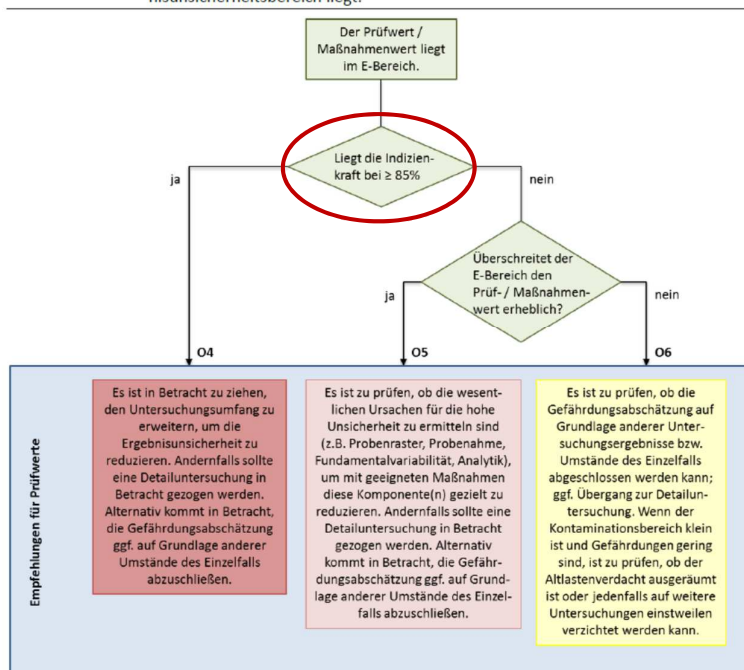 Der Prüfwert /
Maßnahmenwert liegt
im E-Bereich.
Liegt die Indizien-
kraft bei ≥ 85%
ja
nein
Überschreitet der
E-Bereich den
Prüf- / Maßnahmen-
wert erheblich?
ja
nein
O4
O5
O6
Empfehlungen für Prüfwerte
Es ist in Betracht zu ziehen,
den Untersuchungsumfang zu
erweitern, um die
Ergebnisunsicherheit zu
reduzieren. Andernfalls sollte
eine Detailuntersuchung in
Betracht gezogen werden.
Alternativ kommt in Betracht,
die Gefährdungsabschätzung
ggf. auf Grundlage anderer
Umstände des Einzelfalls
abzuschließen.
Es ist zu prüfen, ob die wesent-
lichen Ursachen für die hohe
Unsicherheit zu ermitteln sind
(z.B. Probenraster, Probenahme,
Fundamentalvariabilität, Analytik),
um mit geeigneten Maßnahmen
diese Komponente(n) gezielt zu
reduzieren. Andernfalls sollte eine
Detailuntersuchung in Betracht
gezogen werden. Alternativ
kommt in Betracht, die Gefähr-
dungsabschätzung ggf. auf Grund-
lage anderer Umstände des Einzel-
falls abzuschließen.
Es ist zu prüfen, ob die
Gefährdungsabschätzung auf
Grundlage anderer Unter-
suchungsergebnisse bzw.
Umstände des Einzelfalls
abgeschlossen werden kann;
ggf. Übergang zur Detailun-
tersuchung. Wenn der
Kontaminationsbereich klein
ist und Gefährdungen gering
sind, ist zu prüfen, ob der
Altlastenverdacht ausgeräumt
ist oder jedenfalls auf weitere
Untersuchungen einstweilen
verzichtet werden kann.